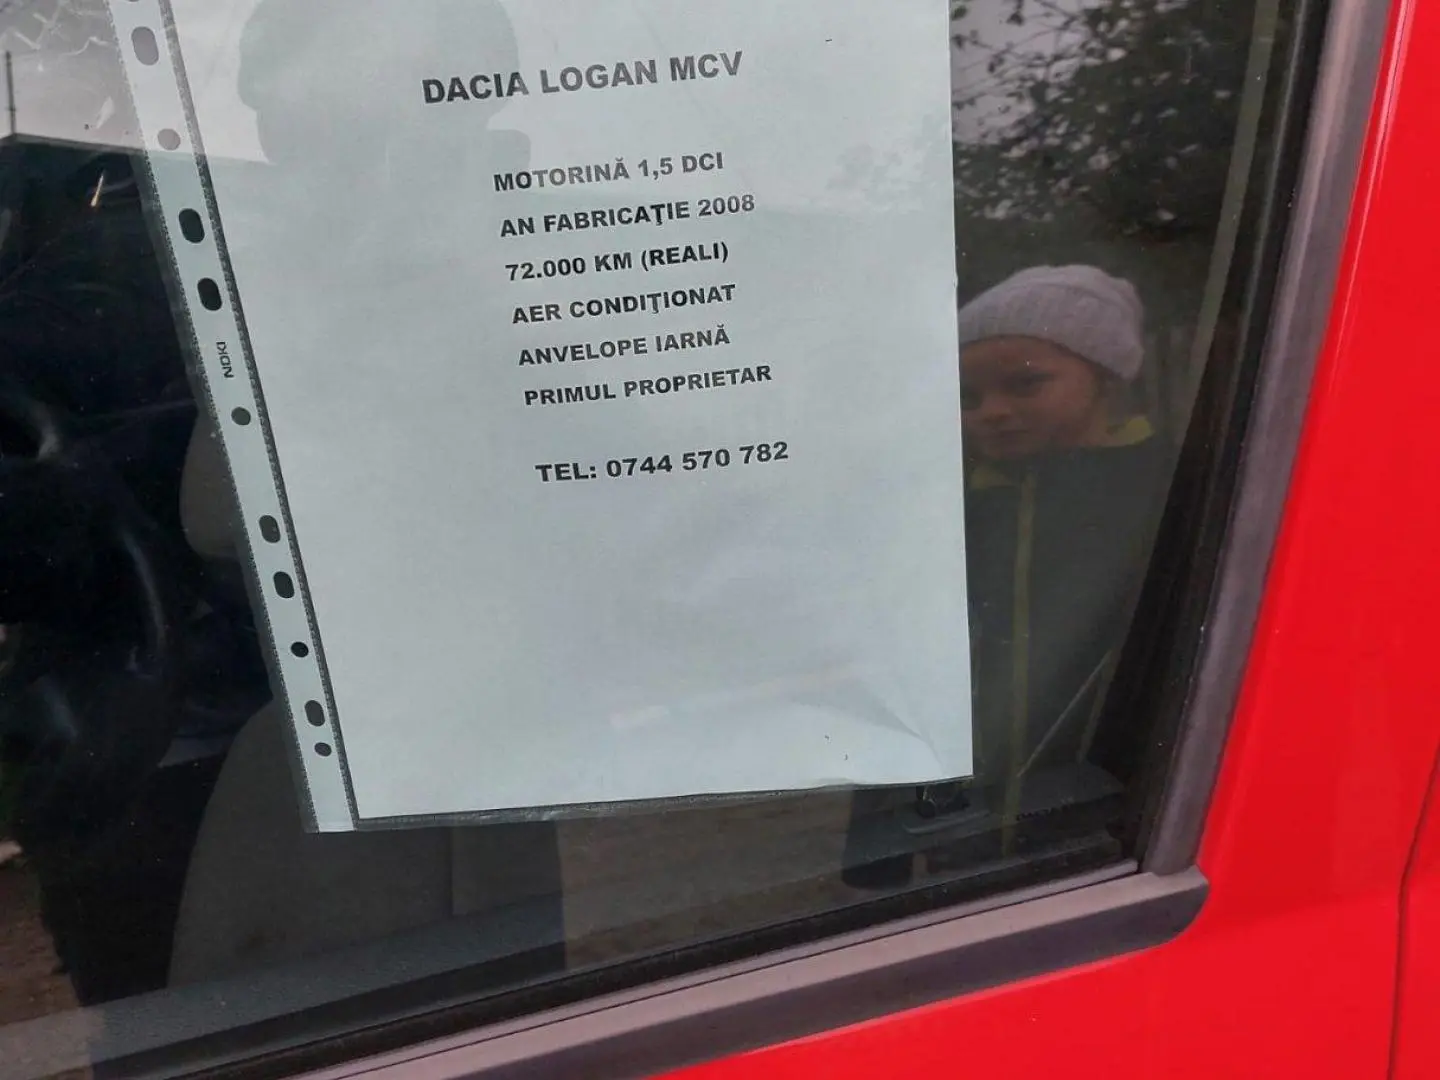 DACIA LOGAN MCV
MOTORINĂ 1,5 DCI
AN FABRICAŢIE 2008
72.000 KM (REALI)
AER CONDIŢIONAT
ANVELOPE IARNĂ
PRIMUL PROPRIETAR
TEL: 0744 570 782
NOKI